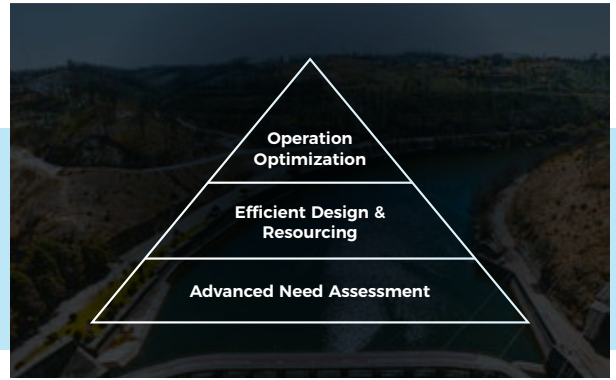 Operation
Optimization
Efficient Design &
Resourcing
Advanced Need Assessment